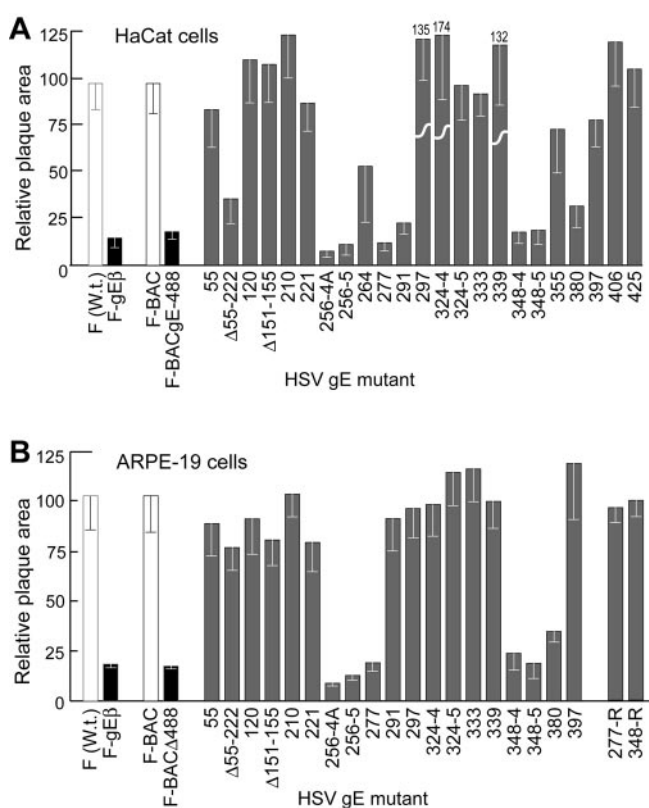 A
HaCat cells
Relative plaque area
125
100
75
50
25
0
135
174
132
F (W.t.)
F-gEβ
F-BAC
F-BACgE-488
55
Δ55-222
120
Δ151-155
210
221
256-4A
256-5
264
277
291
297
324-4
324-5
333
339
348-4
348-5
355
380
397
406
425
HSV gE mutant
B
ARPE-19 cells
Relative plaque area
125
100
75
50
25
0
F (W.t.)
F-gEβ
F-BAC
F-BACΔ488
55
Δ55-222
120
Δ151-155
210
221
256-4A
256-5
277
291
297
324-4
324-5
333
339
348-4
348-5
380
397
277-R
348-R
HSV gE mutant